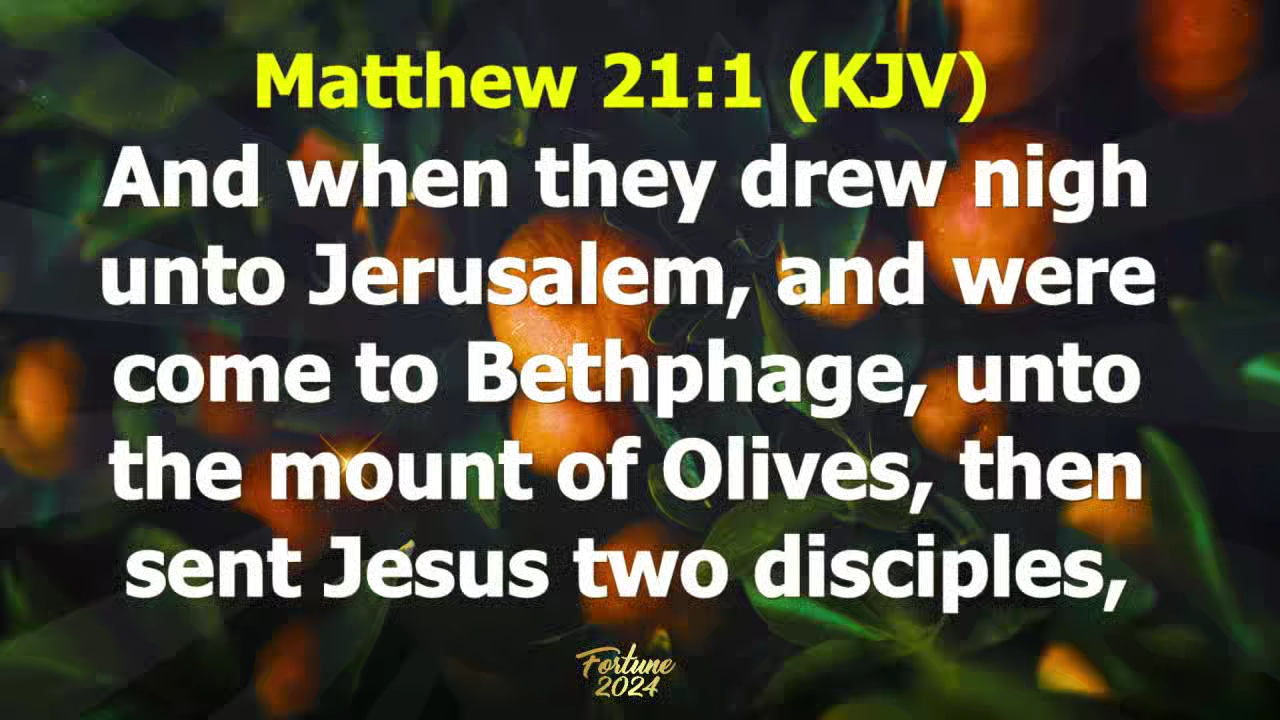 Matthew 21:1 (KJV)
And when they drew nigh
unto Jerusalem, and were
come to Bethphage, unto
the mount of Olives, then
sent Jesus two disciples,
Fortune
2024